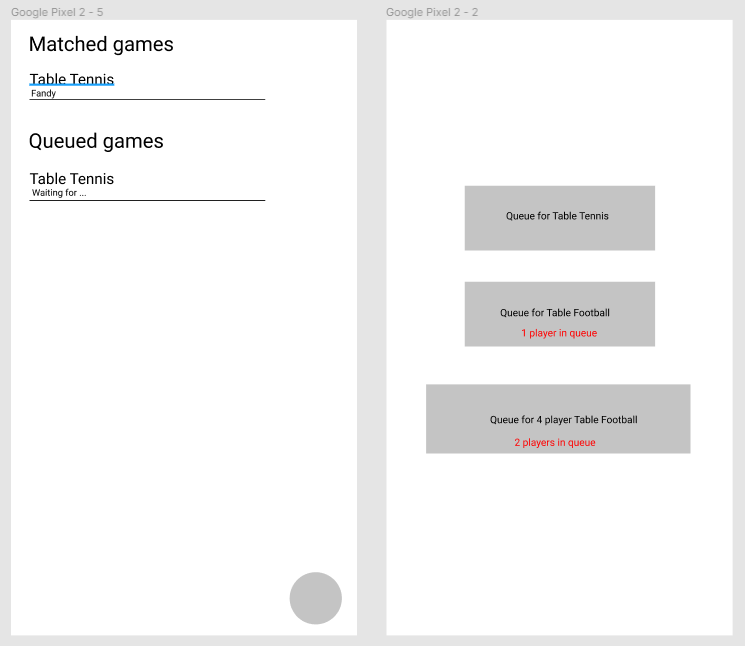 Google Pixel 2 - 5
Matched games
Table Tennis
Fandy
Queued games
Table Tennis
Waiting for ...
Google Pixel 2 - 2
Queue for Table Tennis
Queue for Table Football
1 player in queue
Queue for 4 player Table Football
2 players in queue